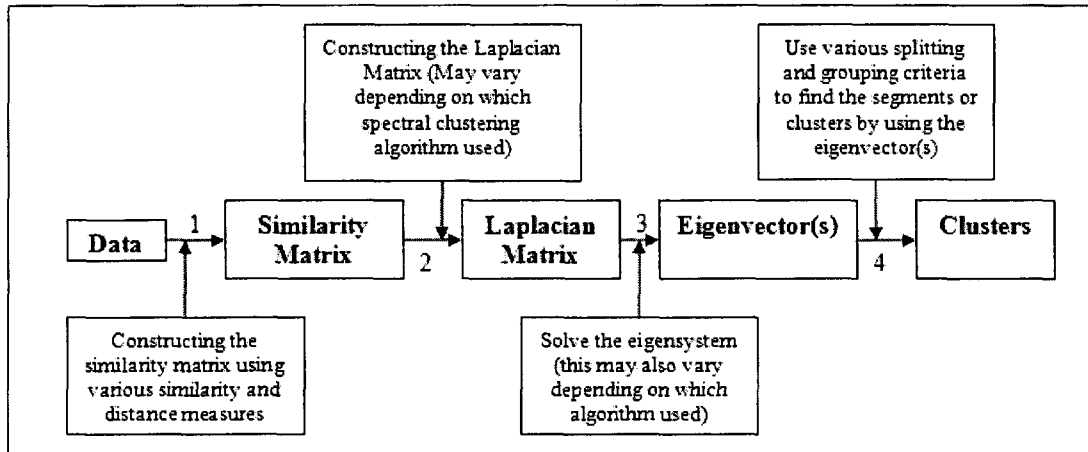 Constructing the Laplacian
Matrix (May vary
depending on which
spectral clustering
algorithm used)
Use various splitting
and grouping criteria
to find the segments or
clusters by using the
eigenvector(s)
Data
1
Similarity
Matrix
2
Laplacian
Matrix
3
Eigenvector(s)
4
Clusters
Constructing the
similarity matrix using
various similarity and
distance measures
Solve the eigensystem
(this may also vary
depending on which
algorithm used)